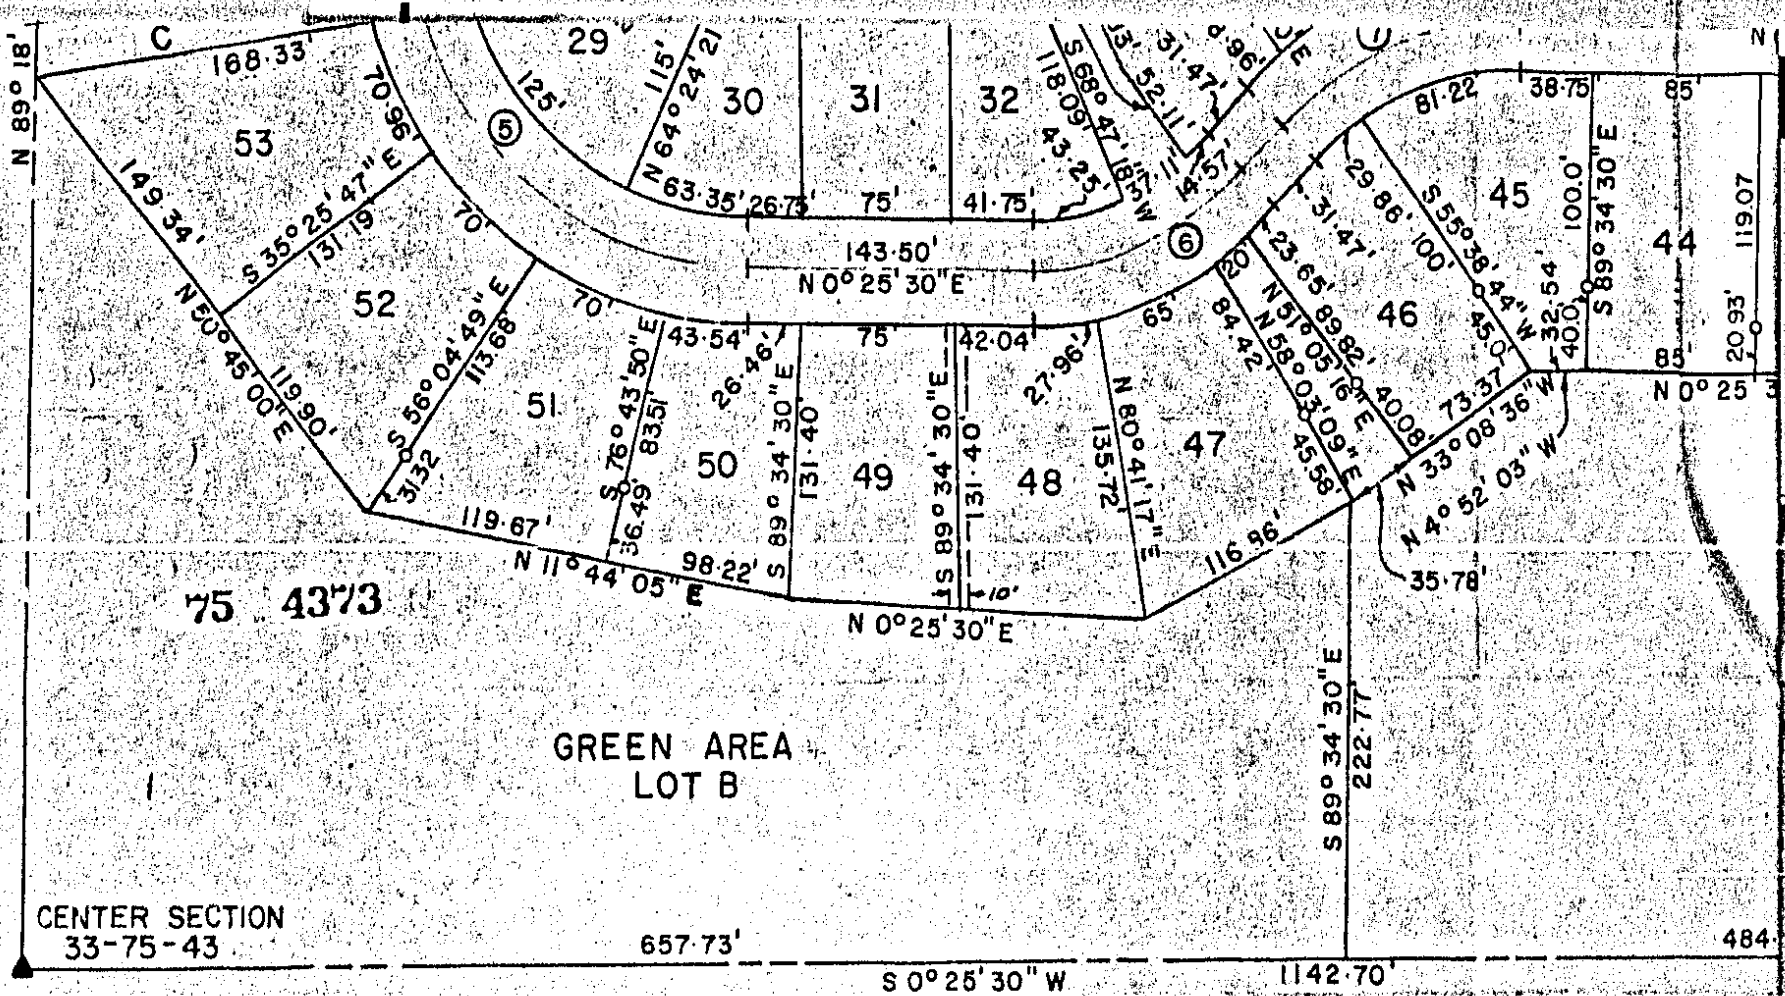 C
168.33'
N 89° 18'
53
70.96'
149.34'
S 35° 25' 47" E
131.19'
N 50° 45' 00" E
119.90'
52
70'
S 56° 04' 49" E
113.68'
31.32
5
125'
29
115'
N 64° 24' 21
30
31
32
63.35'
26.75'
75'
41.75'
43.25'
S 68° 47' 18" W
118.09'
52.11'
31.47'
14.57'
143.50'
N 0° 25' 30" E
6
70'
51
119.67'
S 76° 43' 50" E
83.51'
36.49'
43.54'
26.46'
50
98.22'
N 11° 44' 05" E
S 89° 34' 30" E
131.40'
75'
49
S 89° 34' 30" E
131.40'
10'
42.04'
27.96'
48
N 80° 41' 17" E
135.72'
N 0° 25' 30" E
65'
20'
47
84.42'
N 58° 03' 09" E
45.58'
116.96'
23.65'
89.82'
N 51° 05' 16" E
40.08'
31.47'
29.86'
46
S 55° 38' 44" W
100'
45.0'
73.37'
N 33° 08' 36" W
N 4° 52' 03" W
35.78'
81.22'
38.75'
85'
45
100.0'
S 89° 34' 30" E
32.54'
40.0'
44
119.07
20.93'
85'
N 0° 25' 3
N
75 4373
GREEN AREA
LOT B
S 89° 34' 30" E
222.77
CENTER SECTION
33-75-43
657.73'
S 0° 25' 30" W
1142.70'
484.